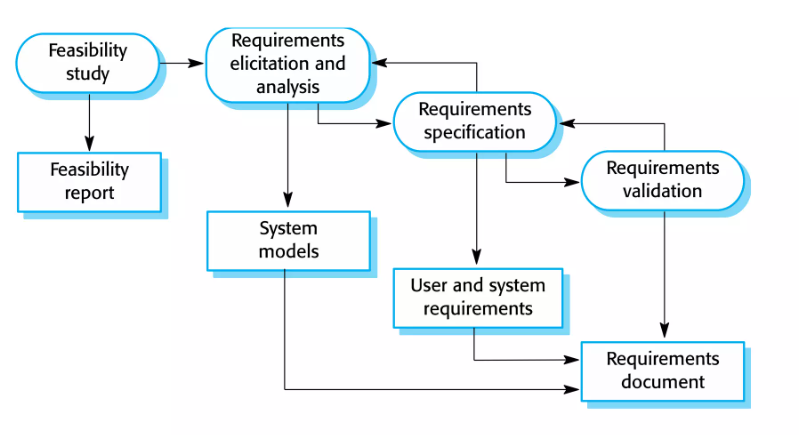 Feasibility
study
Requirements
elicitation and
analysis
Requirements
specification
Requirements
validation
Feasibility
report
System
models
User and system
requirements
Requirements
document